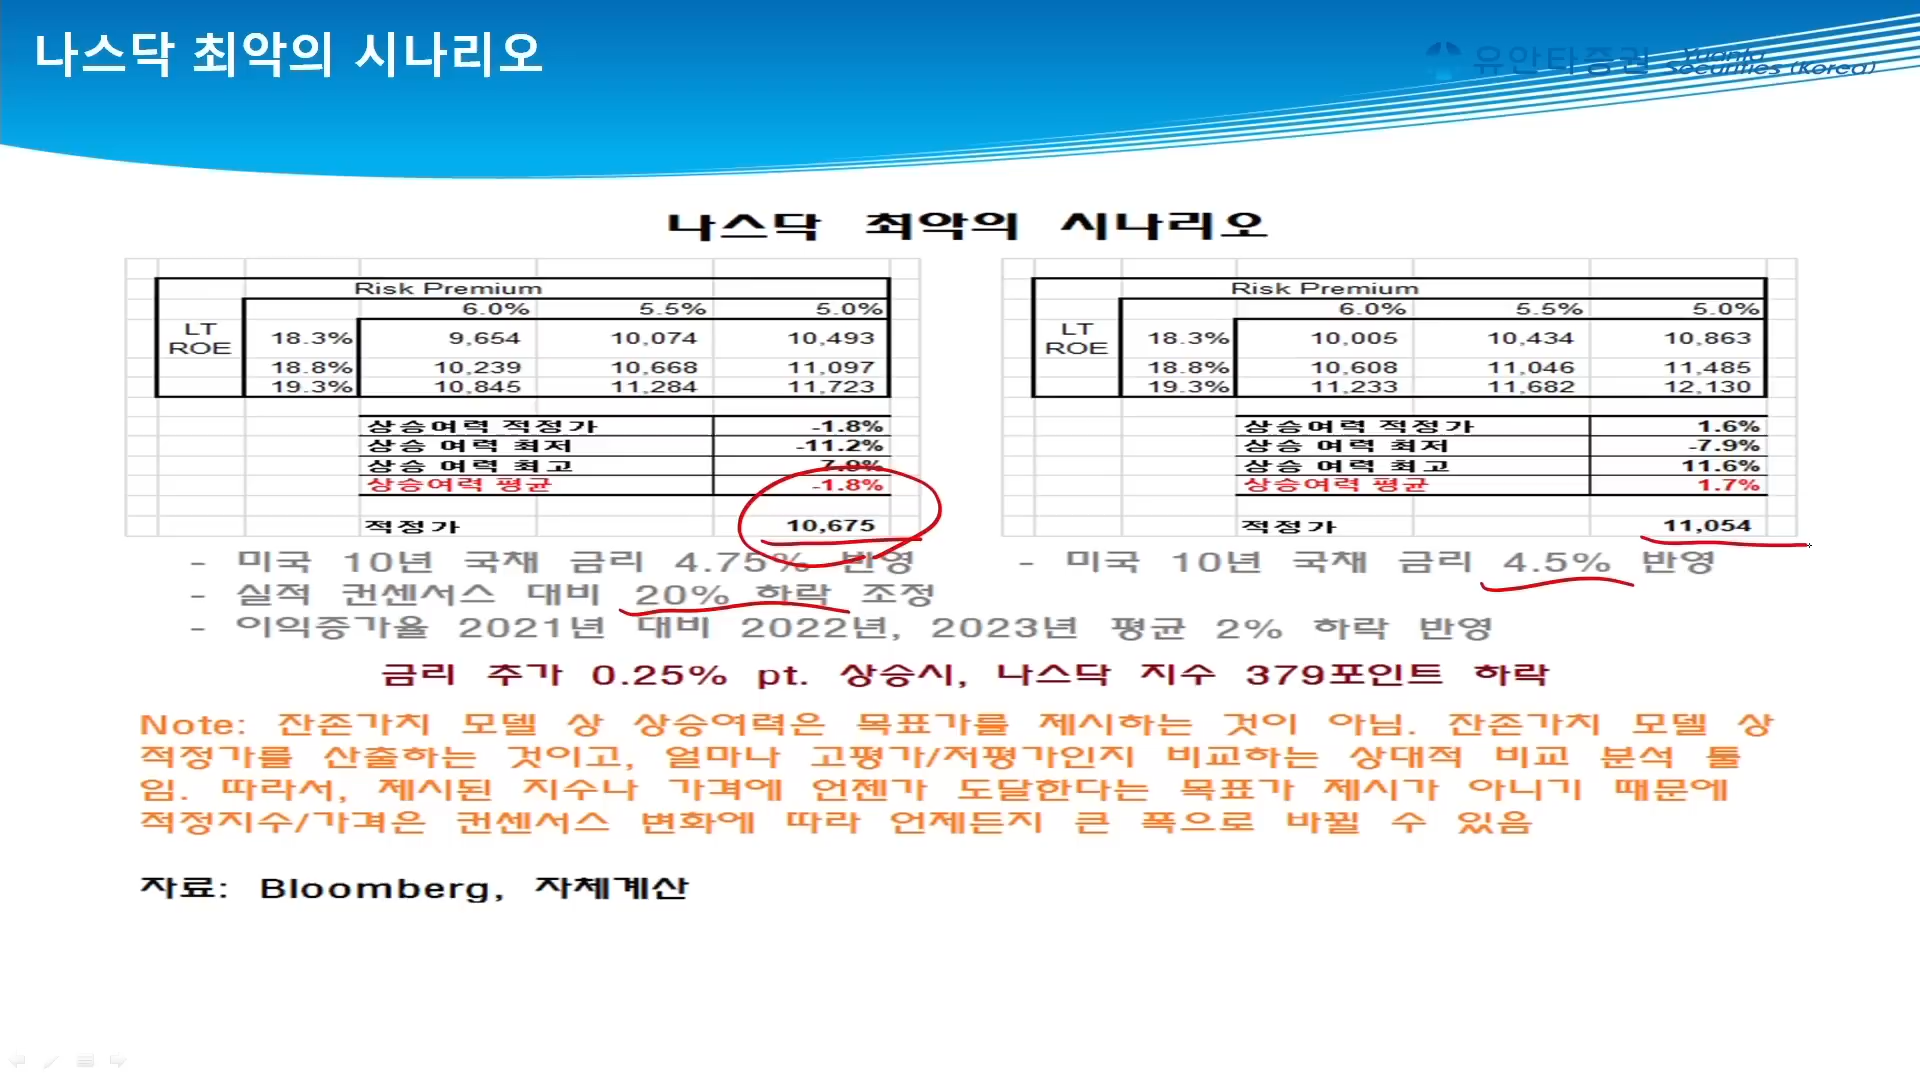 나스닥 최악의 시나리오
유안타증권 Yuanta Securities (Korea)
나스닥 최악의 시나리오
Risk Premium
6.0% 5.5% 5.0%
LT ROE 18.3% 9,654 10,074 10,493
18.8% 10,239 10,668 11,097
19.3% 10,845 11,284 11,723
상승여력 적정가 -1.8%
상승 여력 최저 -11.2%
상승 여력 최고 7.9%
상승여력 평균 -1.8%
적정가 10,675
Risk Premium
6.0% 5.5% 5.0%
LT ROE 18.3% 10,005 10,434 10,863
18.8% 10,608 11,046 11,485
19.3% 11,233 11,682 12,130
상승여력 적정가 1.6%
상승 여력 최저 -7.9%
상승 여력 최고 11.6%
상승여력 평균 1.7%
적정가 11,054
- 미국 10년 국채 금리 4.75% 반영
- 미국 10년 국채 금리 4.5% 반영
- 실적 컨센서스 대비 20% 하락 조정
- 이익증가율 2021년 대비 2022년, 2023년 평균 2% 하락 반영
금리 추가 0.25% pt. 상승시, 나스닥 지수 379포인트 하락
Note: 잔존가치 모델 상 상승여력은 목표가를 제시하는 것이 아님. 잔존가치 모델 상
적정가를 산출하는 것이고, 얼마나 고평가/저평가인지 비교하는 상대적 비교 분석 툴
임. 따라서, 제시된 지수나 가격에 언젠가 도달한다는 목표가 제시가 아니기 때문에
적정지수/가격은 컨센서스 변화에 따라 언제든지 큰 폭으로 바뀔 수 있음
자료: Bloomberg, 자체계산